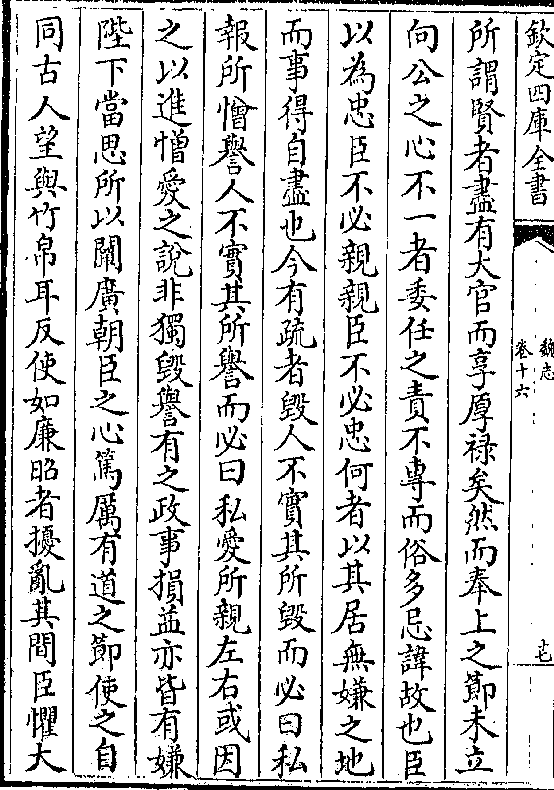 欽定四庫全書
魏志
卷十六
所謂賢者盡有大官而享厚祿矣然而奉上之節未立
向公之心不一者委任之責不專而俗多忌諱故也臣
以為忠臣不必親親臣不必忠何者以其居無嫌之地
而事得自盡也今有疏者毀人不實其所毀而必曰私
報所憎譽人不實其所譽而必曰私愛所親左右或因
之以進憎愛之說非獨毀譽有之政事損益亦皆有嫌
陛下當思所以闡廣朝臣之心篤厲有道之節使之自
同古人望與竹帛耳反使如廉昭者擾亂其間臣懼大